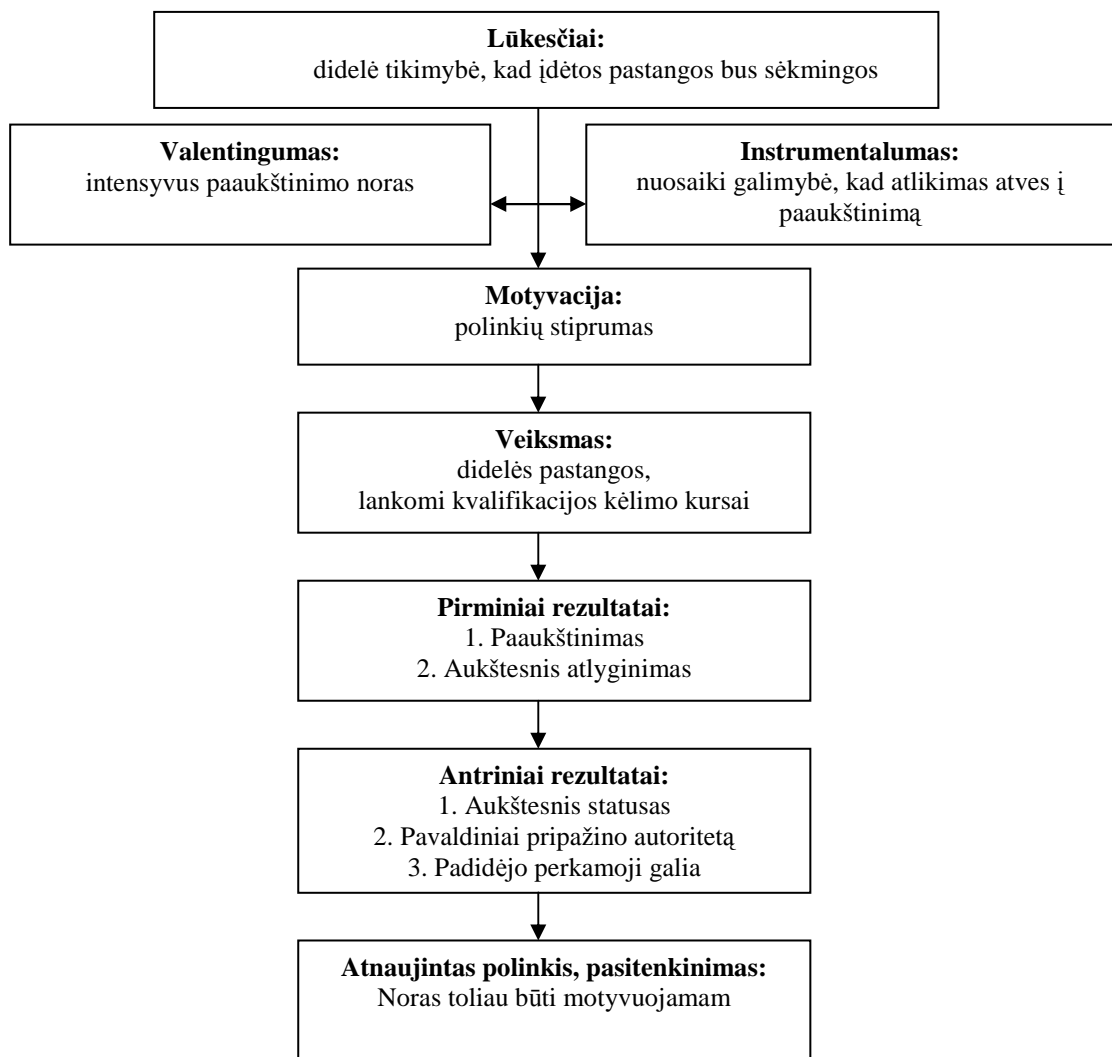 Lūkesčiai:
didelė tikimybė, kad įdėtos pastangos bus sėkmingos
Valentingumas:
intensyvus paaukštinimo noras
Instrumentalumas:
nuosaiki galimybė, kad atlikimas atves į
paaukštinimą
Motyvacija:
polinkių stiprumas
Veiksmas:
didelės pastangos,
lankomi kvalifikacijos kėlimo kursai
Pirminiai rezultatai:
1. Paaukštinimas
2. Aukštesnis atlyginimas
Antriniai rezultatai:
1. Aukštesnis statusas
2. Pavaldiniai pripažino autoritetą
3. Padidėjo perkamoji galia
Atnaujintas polinkis, pasitenkinimas:
Noras toliau būti motyvuojamam